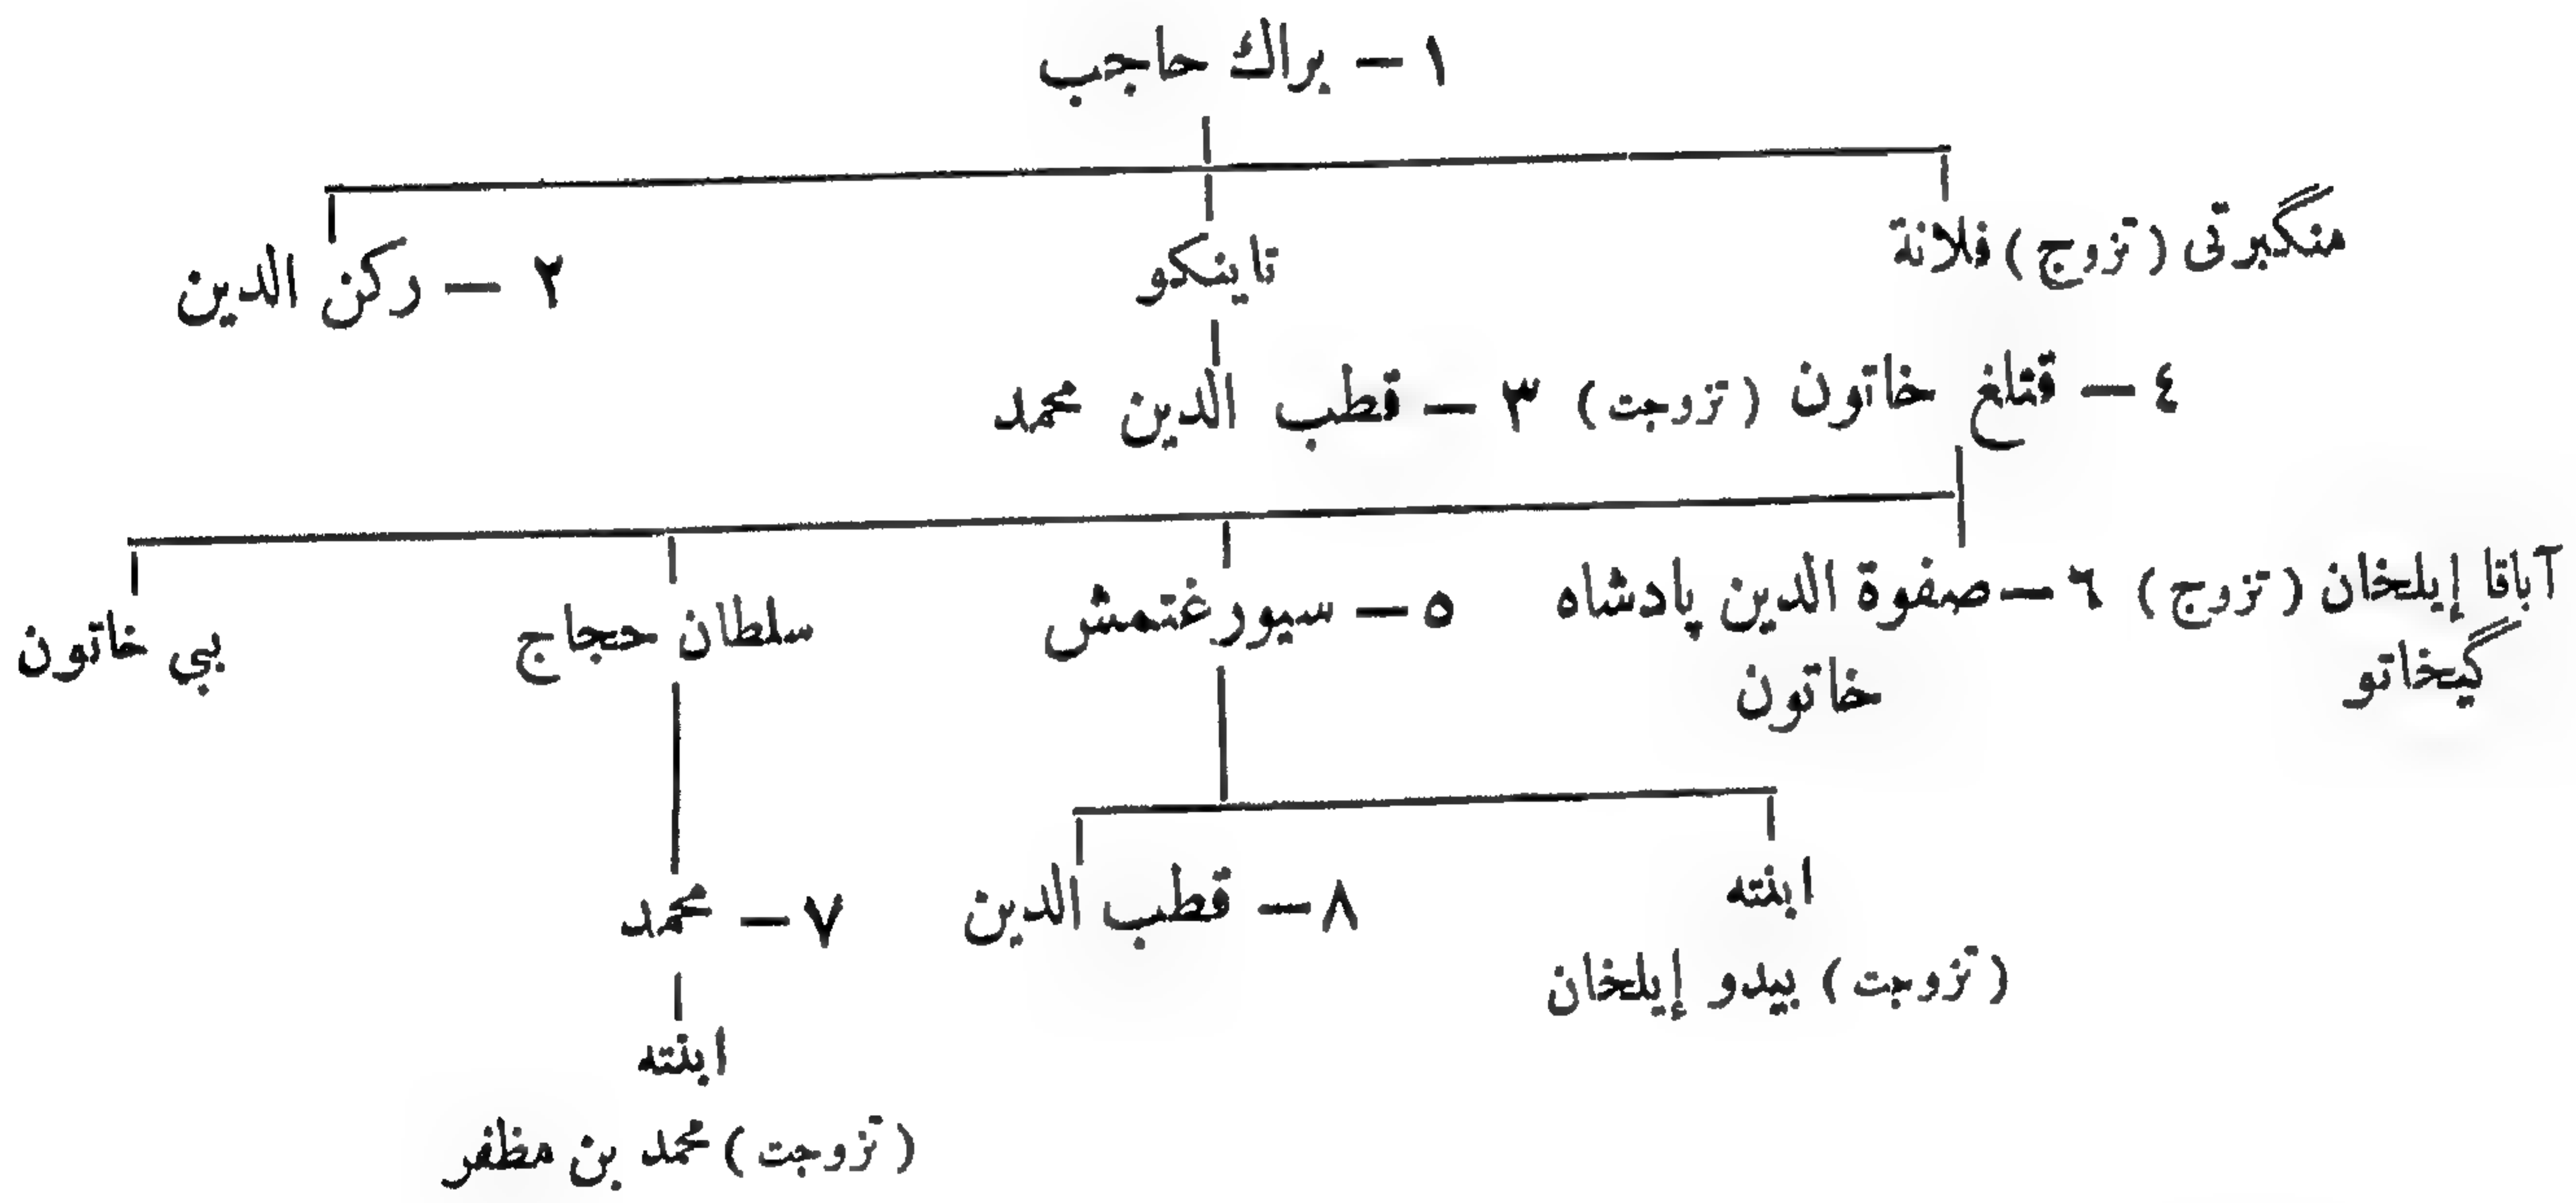 ١ – براك حاجب
منگبرتی (تزوج) فلانة
تاينكو
٢ – ركن الدين
٤ – قتلغ خاتون (تزوجت) ٣ – قطب الدين محمد
آباقا إيلخان (تزوج) ٦ – صفوة الدين پادشاه
گيخاتو
خاتون
٥ – سيورغتمش
سلطان حجاج
بي خاتون
ابنته
(تزوجت) بيدو إيلخان
٨ – قطب الدين
٧ – محمد
ابنته
(تزوجت) محمد بن مظفر